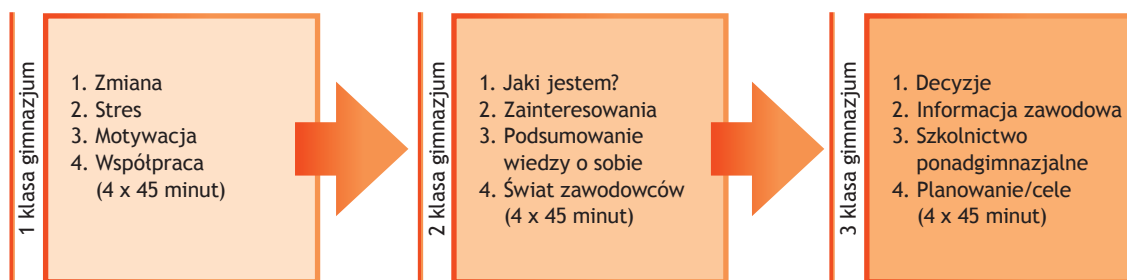 1 klasa gimnazjum
1. Zmiana
2. Stres
3. Motywacja
4. Współpraca
(4 x 45 minut)
2 klasa gimnazjum
1. Jaki jestem?
2. Zainteresowania
3. Podsumowanie
wiedzy o sobie
4. Świat zawodowców
(4 x 45 minut)
3 klasa gimnazjum
1. Decyzje
2. Informacja zawodowa
3. Szkolnictwo
ponadgimnazjalne
4. Planowanie/cele
(4 x 45 minut)